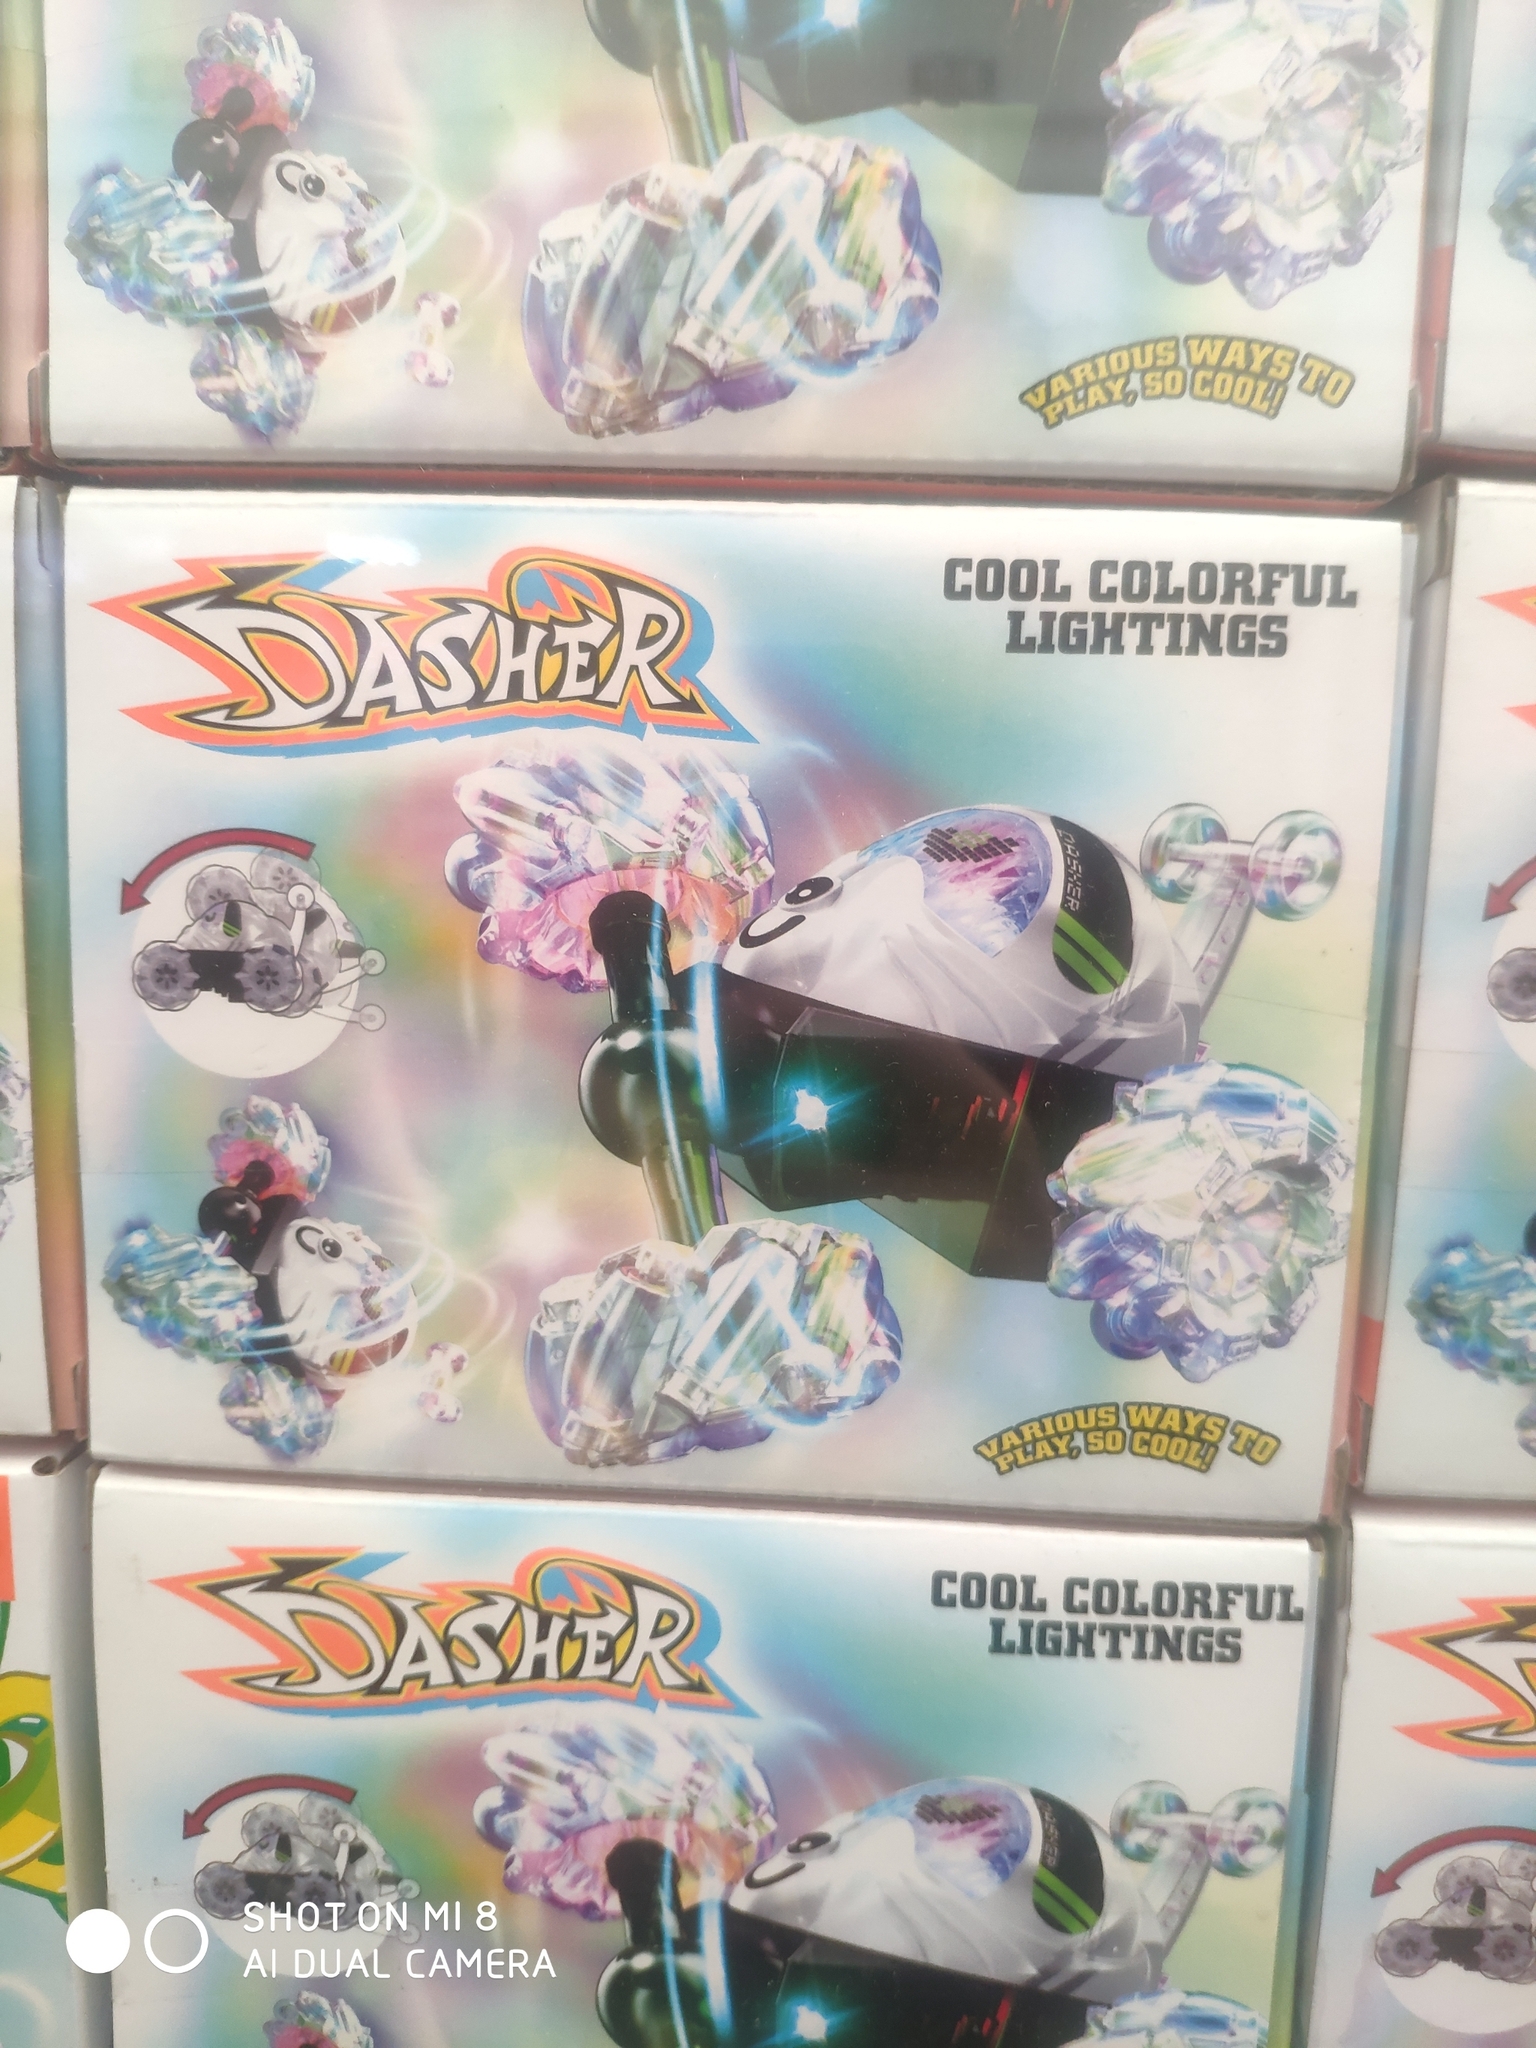 VARIOUS WAYS TO
PLAY, SO COOL!
DASHER
COOL COLORFUL
LIGHTINGS
DASHER
VARIOUS WAYS TO
PLAY, SO COOL!
DASHER
COOL COLORFUL
LIGHTINGS
DASHER
SHOT ON MI 8
AI DUAL CAMERA